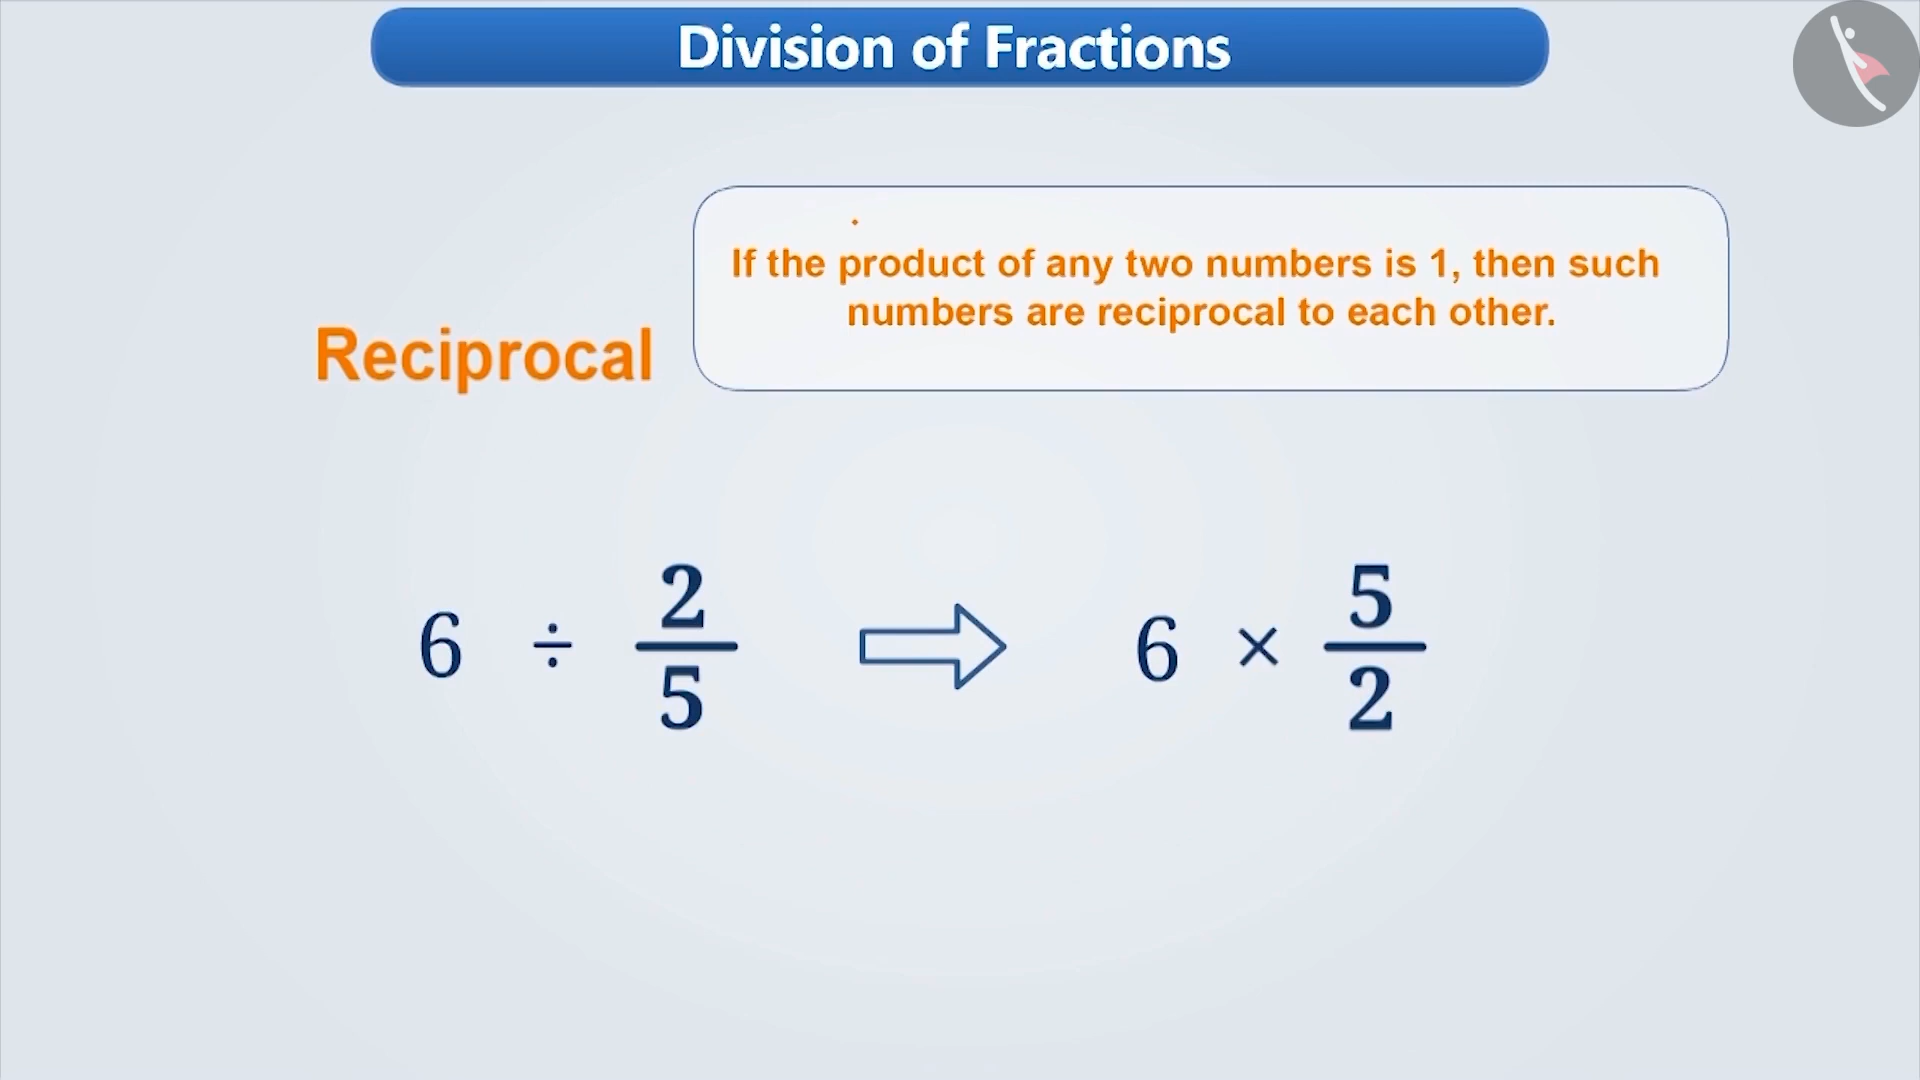 Division of Fractions
If the product of any two numbers is 1, then such
numbers are reciprocal to each other.
Reciprocal
6 ÷ 2/5 ⇨ 6 × 5/2